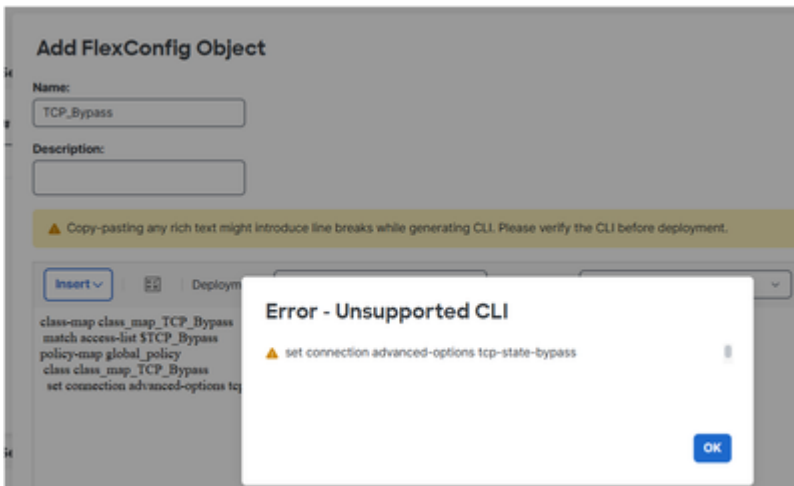 Add FlexConfig Object
Name:
TCP_Bypass
Description:
Copy-pasting any rich text might introduce line breaks while generating CLI. Please verify the CLI before deployment.
Insert
Deploym
class-map class_map_TCP_Bypass
match access-list $TCP_Bypass
policy-map global_policy
class class_map_TCP_Bypass
set connection advanced-options tcp
Error - Unsupported CLI
set connection advanced-options tcp-state-bypass
OK